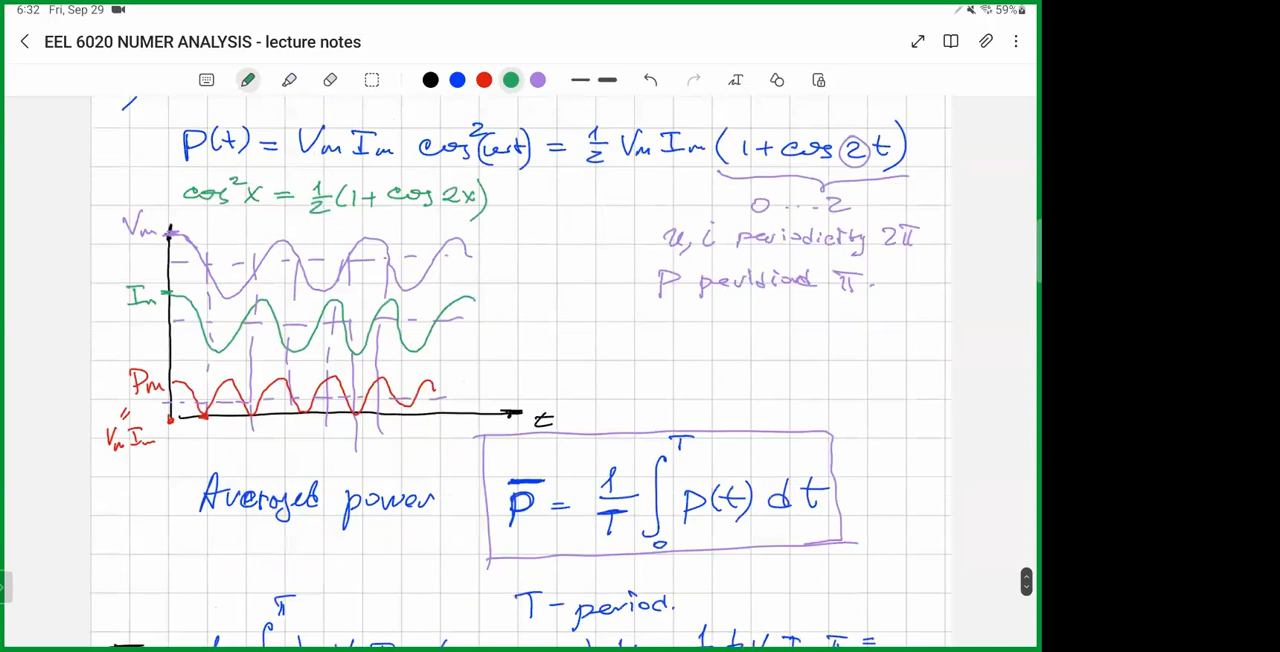 6:32 Fri, Sep 29 59%
EEL 6020 NUMER ANALYSIS - lecture notes
P(t) = Vm Im cos²(ωt) = 1/2 Vm Im (1 + cos 2 t)
cos²x = 1/2 (1 + cos 2x)
0 ... 2
Vm
u, i periodicity 2π
P π.
Im
Pm
"
Vm Im
t
Averaged power P̄ = 1/T ∫₀ᵀ p(t) dt
T - period.
π